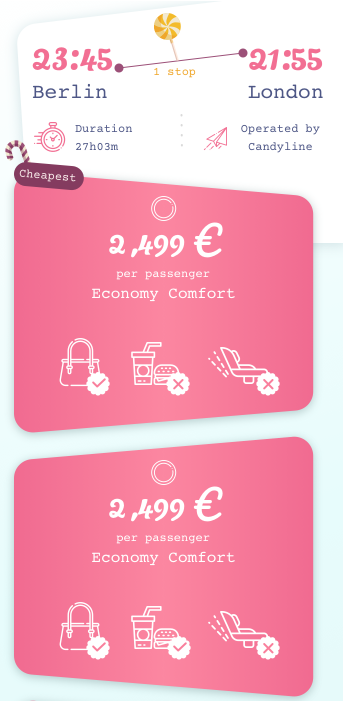 23:45
21:55
1 stop
Berlin
London
Duration
27h03m
Operated by
Candyline
Cheapest
2,499 €
per passenger
Economy Comfort
2,499 €
per passenger
Economy Comfort